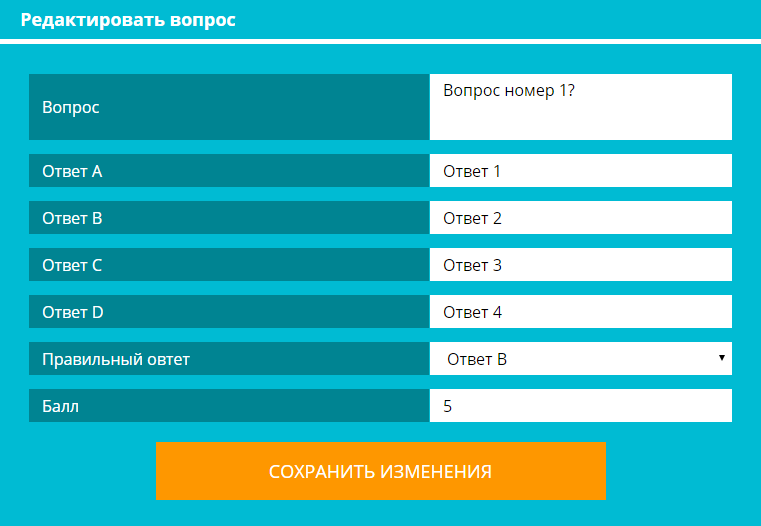 Редактировать вопрос
Вопрос
Вопрос номер 1?
Ответ A
Ответ 1
Ответ B
Ответ 2
Ответ C
Ответ 3
Ответ D
Ответ 4
Правильный овтет
Ответ B
Балл
5
СОХРАНИТЬ ИЗМЕНЕНИЯ